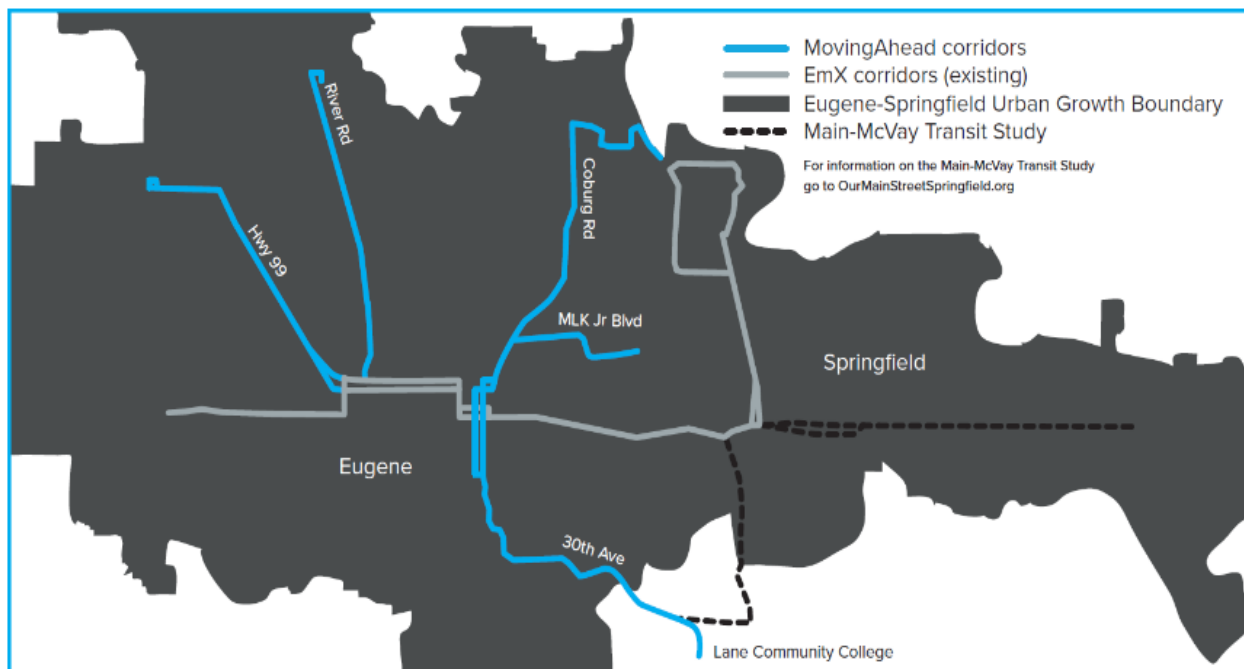 MovingAhead corridors
EmX corridors (existing)
Eugene-Springfield Urban Growth Boundary
Main-McVay Transit Study
For information on the Main-McVay Transit Study
go to OurMainStreetSpringfield.org
River Rd
Hwy 99
Coburg Rd
MLK Jr Blvd
Springfield
Eugene
30th Ave
Lane Community College